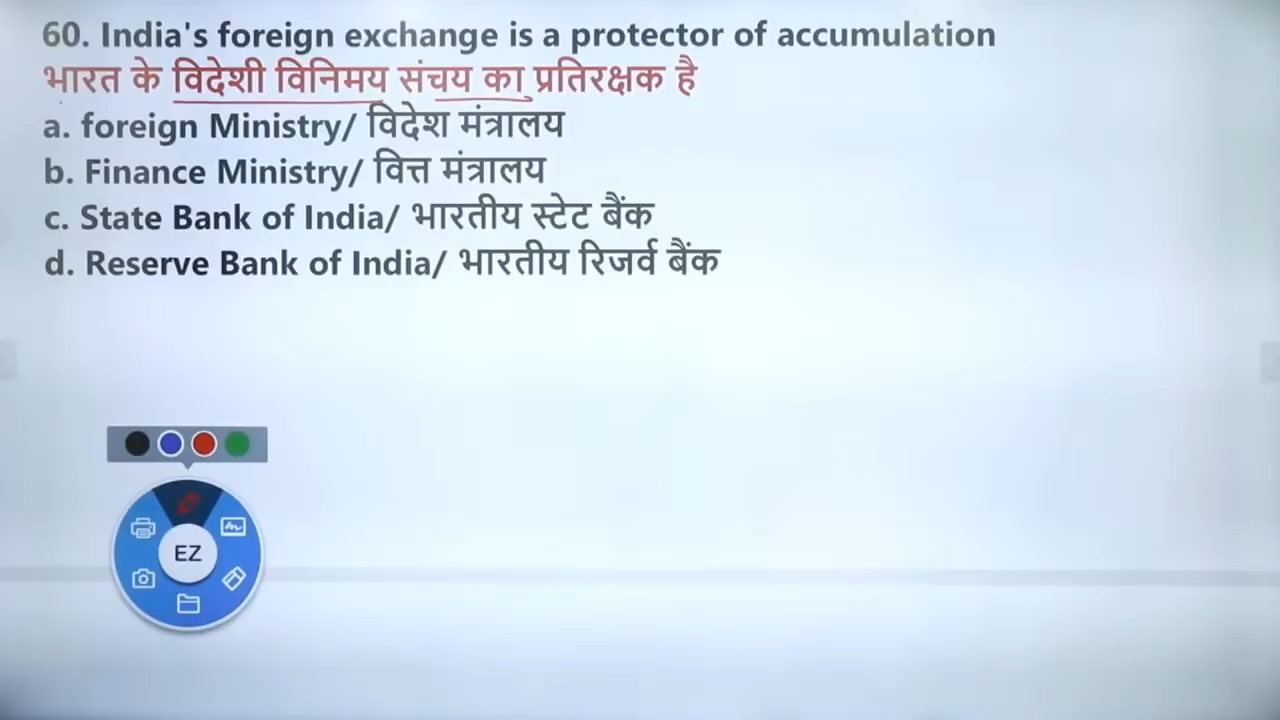 60. India's foreign exchange is a protector of accumulation
भारत के विदेशी विनिमय संचय का प्रतिरक्षक है
a. foreign Ministry/ विदेश मंत्रालय
b. Finance Ministry/ वित्त मंत्रालय
c. State Bank of India/ भारतीय स्टेट बैंक
d. Reserve Bank of India/ भारतीय रिजर्व बैंक
EZ